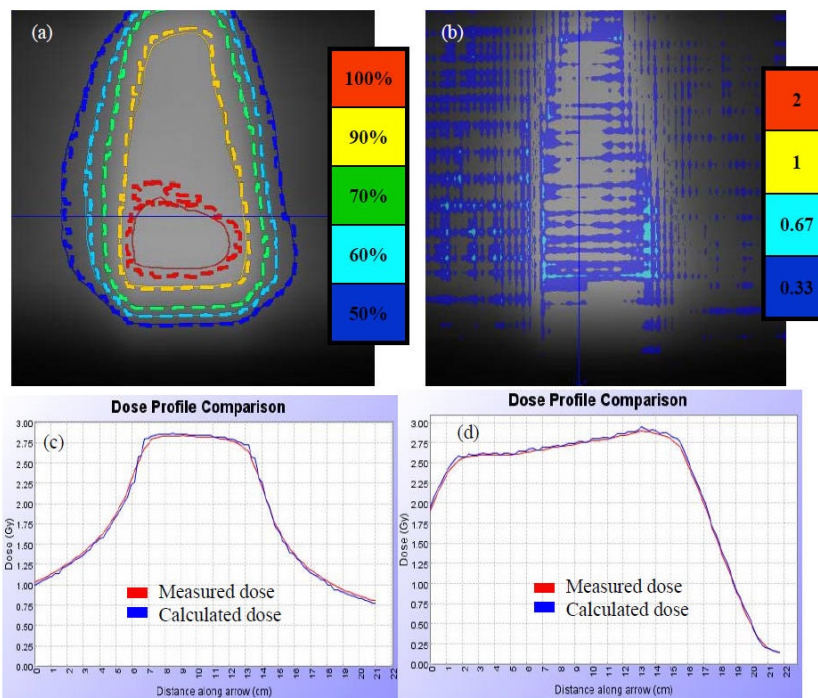 (a)
100%
90%
70%
60%
50%
(b)
2
1
0.67
0.33
Dose Profile Comparison
(c)
3.00
2.75
2.50
2.25
2.00
1.75
1.50
1.25
1.00
0.75
0.50
0.25
0.00
Dose (Gy)
Measured dose
Calculated dose
0 1 2 3 4 5 6 7 8 9 10 11 12 13 14 15 16 17 18 19 20 21 22
Distance along arrow (cm)
Dose Profile Comparison
(d)
3.00
2.75
2.50
2.25
2.00
1.75
1.50
1.25
1.00
0.75
0.50
0.25
0.00
Dose (Gy)
Measured dose
Calculated dose
0 1 2 3 4 5 6 7 8 9 10 11 12 13 14 15 16 17 18 19 20 21 22
Distance along arrow (cm)